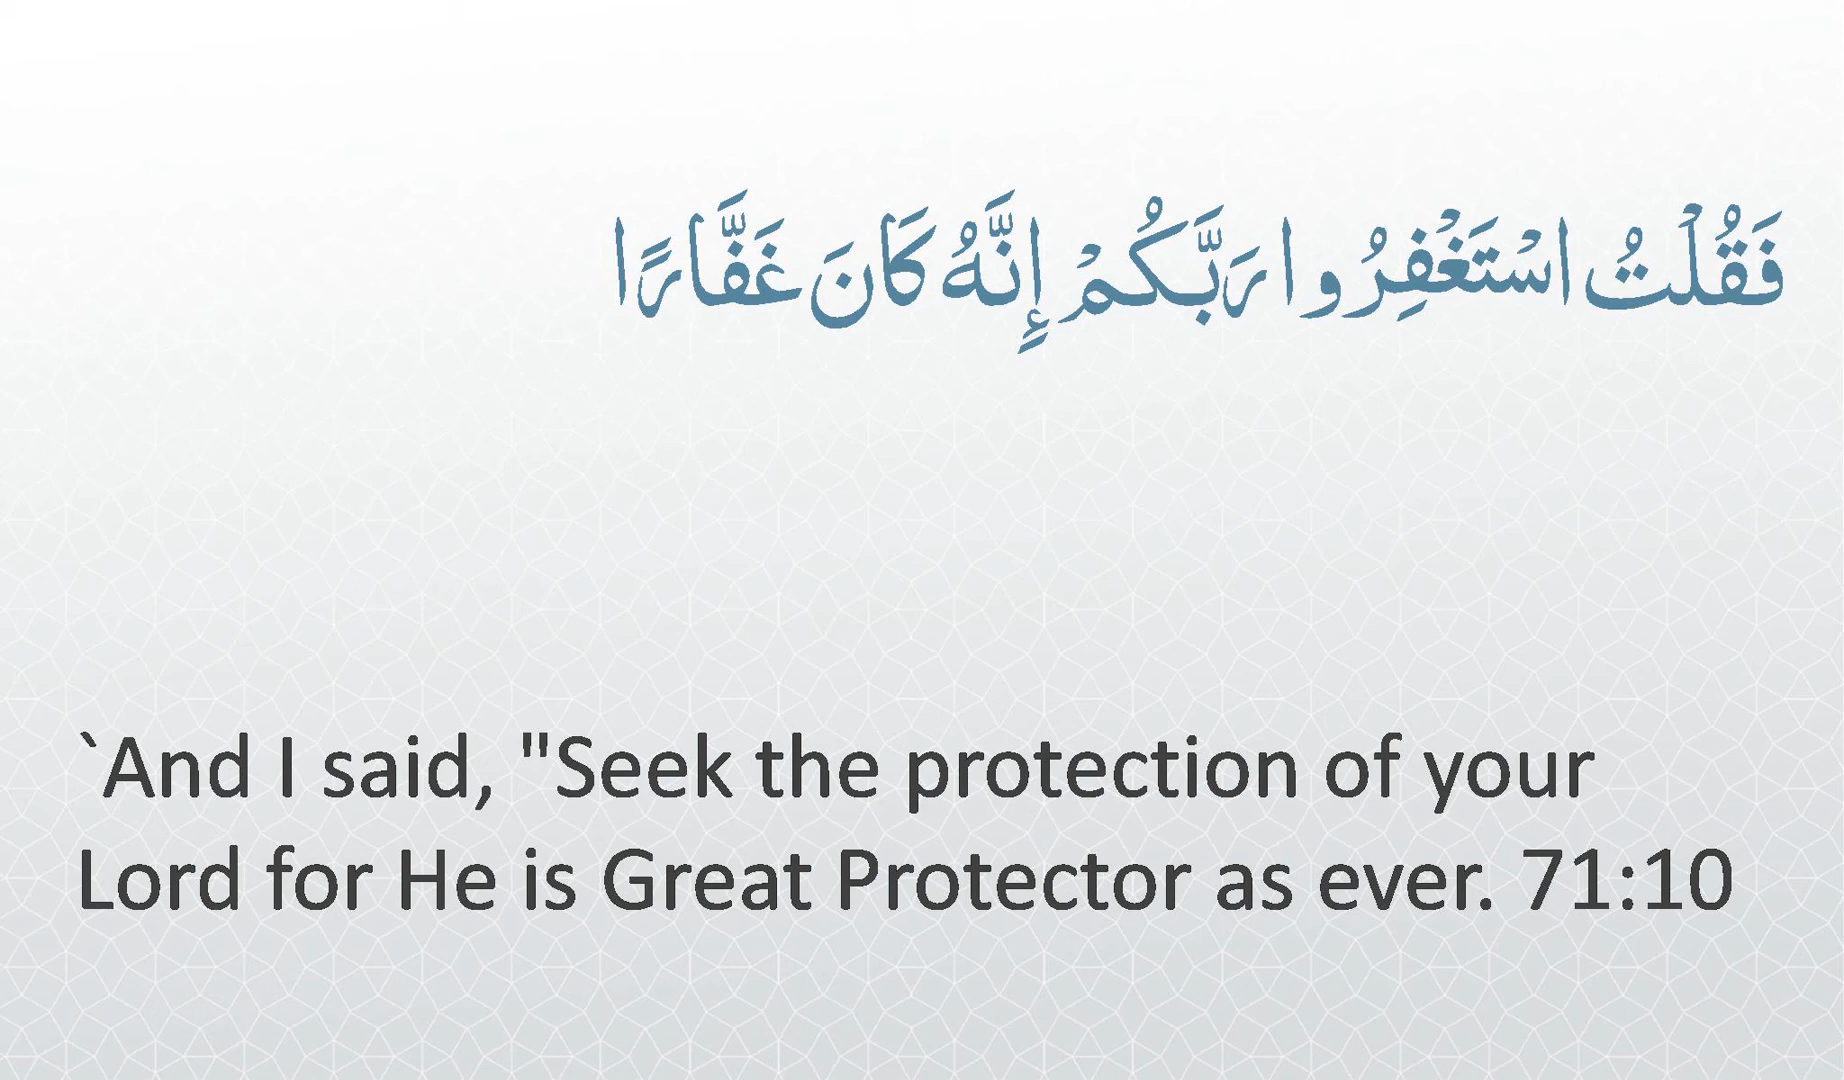 فَقُلْتُ اسْتَغْفِرُوا رَبَّكُمْ إِنَّهُ كَانَ غَفَّارًا
`And I said, "Seek the protection of your
Lord for He is Great Protector as ever. 71:10